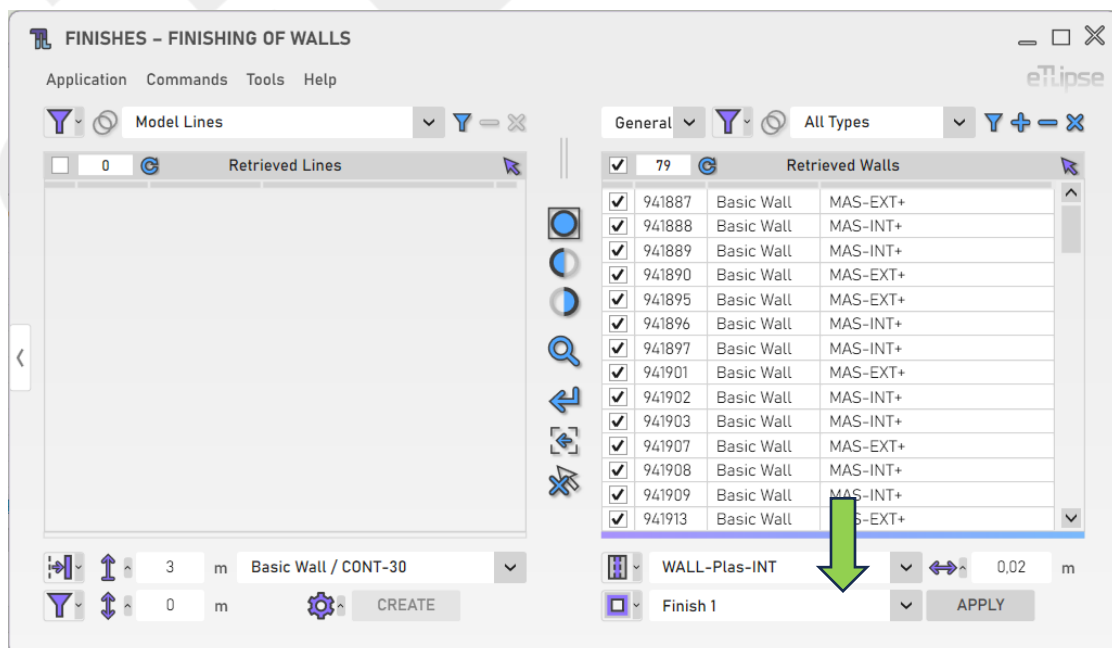 FINISHES – FINISHING OF WALLS
Application Commands Tools Help
eTLipse
Model Lines
General All Types
0 Retrieved Lines
79 Retrieved Walls
941887 Basic Wall MAS-EXT+
941888 Basic Wall MAS-INT+
941889 Basic Wall MAS-INT+
941890 Basic Wall MAS-EXT+
941895 Basic Wall MAS-EXT+
941896 Basic Wall MAS-INT+
941897 Basic Wall MAS-INT+
941901 Basic Wall MAS-EXT+
941902 Basic Wall MAS-INT+
941903 Basic Wall MAS-INT+
941907 Basic Wall MAS-EXT+
941908 Basic Wall MAS-INT+
941909 Basic Wall MAS-INT+
941913 Basic Wall S-EXT+
3 m Basic Wall / CONT-30
WALL-Plas-INT 0,02 m
0 m CREATE
Finish 1 APPLY